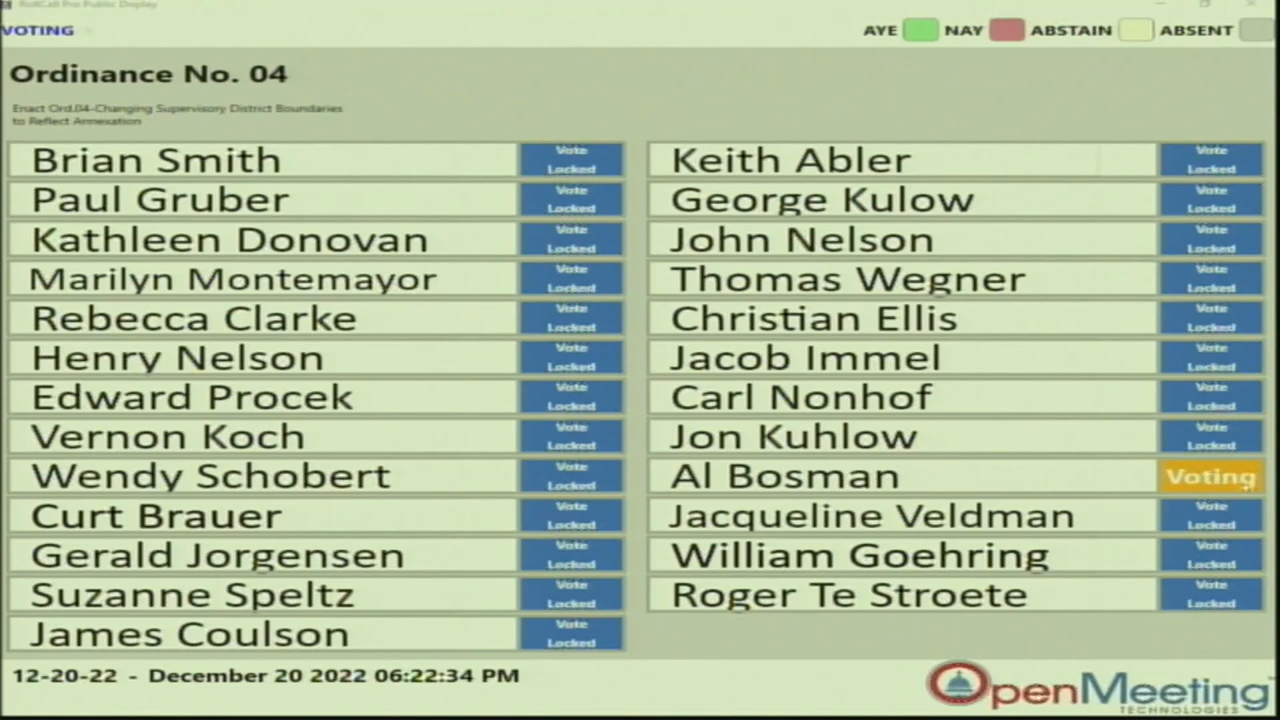 RollCall Pro Public Display
VOTING
AYE NAY ABSTAIN ABSENT
Ordinance No. 04
Enact Ord.04-Changing Supervisory District Boundaries
to Reflect Annexation
Brian Smith Vote Locked
Paul Gruber Vote Locked
Kathleen Donovan Vote Locked
Marilyn Montemayor Vote Locked
Rebecca Clarke Vote Locked
Henry Nelson Vote Locked
Edward Procek Vote Locked
Vernon Koch Vote Locked
Wendy Schobert Vote Locked
Curt Brauer Vote Locked
Gerald Jorgensen Vote Locked
Suzanne Speltz Vote Locked
James Coulson Vote Locked
Keith Abler Vote Locked
George Kulow Vote Locked
John Nelson Vote Locked
Thomas Wegner Vote Locked
Christian Ellis Vote Locked
Jacob Immel Vote Locked
Carl Nonhof Vote Locked
Jon Kuhlow Vote Locked
Al Bosman Voting
Jacqueline Veldman Vote Locked
William Goehring Vote Locked
Roger Te Stroete Vote Locked
12-20-22 - December 20 2022 06:22:34 PM
OpenMeeting
TECHNOLOGIES